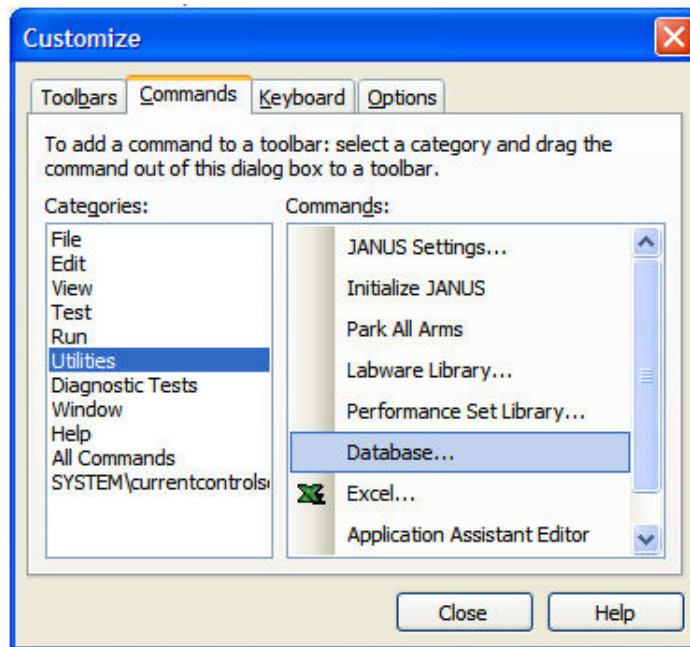 Customize
Toolbars Commands Keyboard Options
To add a command to a toolbar: select a category and drag the
command out of this dialog box to a toolbar.
Categories:
File
Edit
View
Test
Run
Utilities
Diagnostic Tests
Window
Help
All Commands
SYSTEM\currentcontrols
Commands:
JANUS Settings...
Initialize JANUS
Park All Arms
Labware Library...
Performance Set Library...
Database...
Excel...
Application Assistant Editor
Close Help